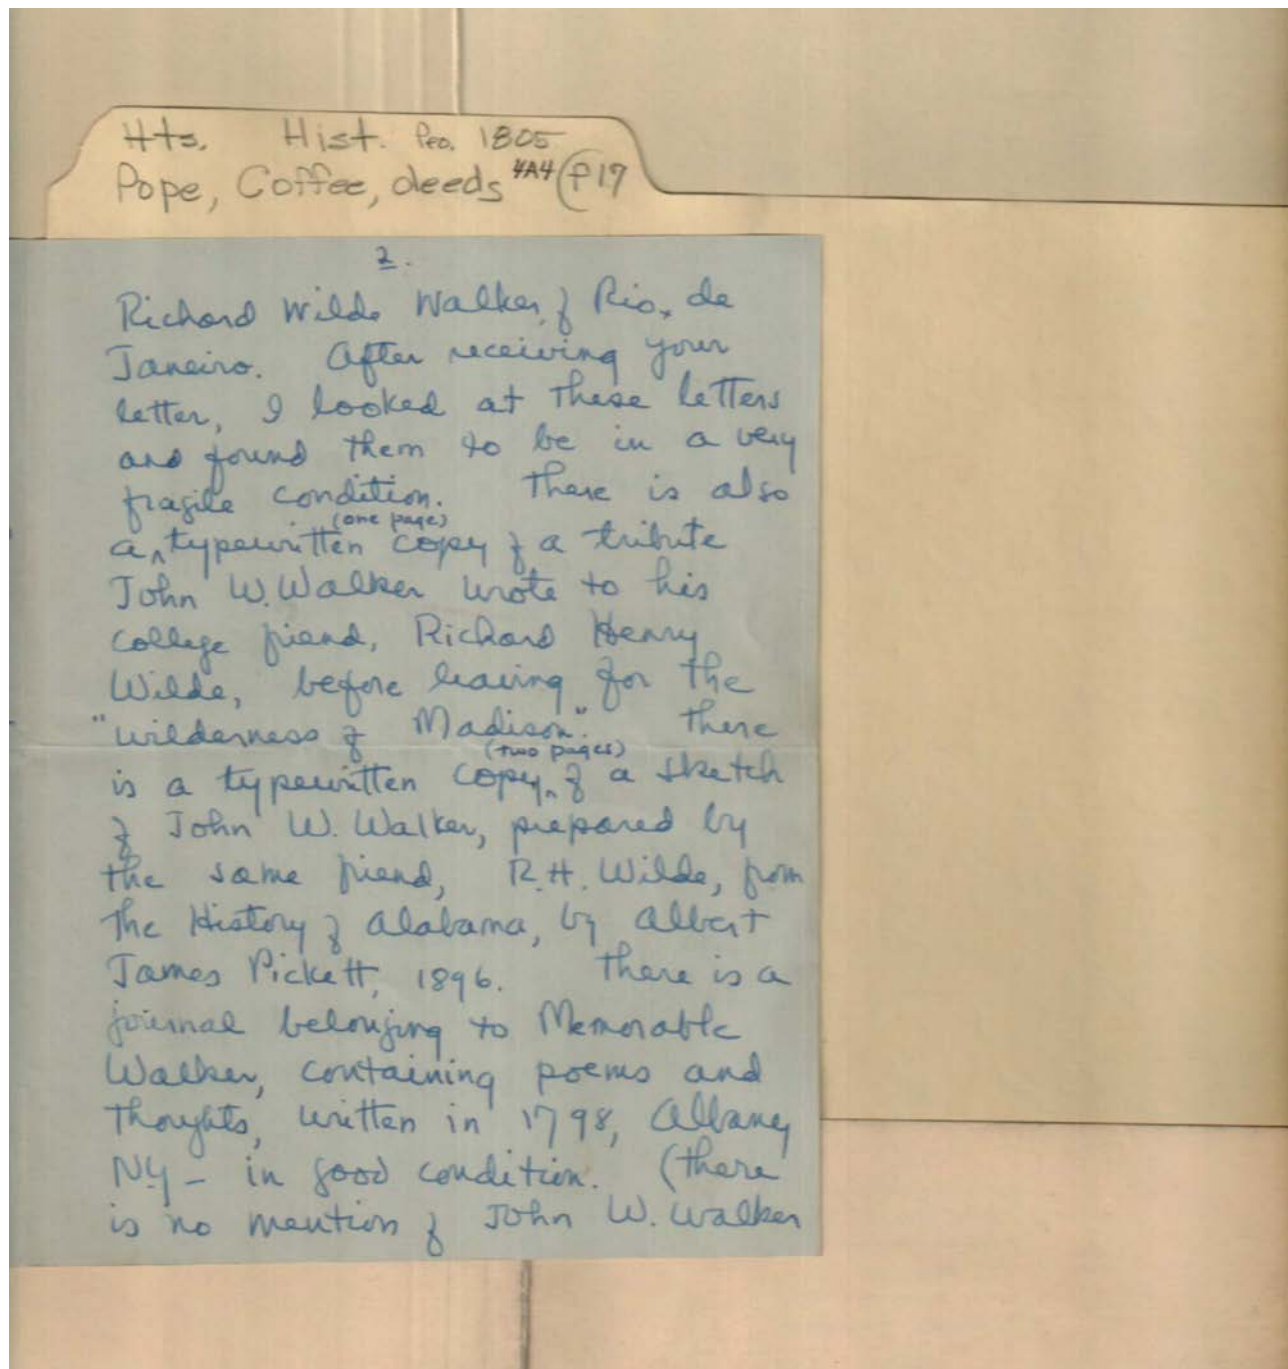 Hts. Hist. Peo. 1805
Pope, Coffee, deeds 4A4 (P17
2.
Richard Wilde Walker, of Rio, de
Janeiro. After receiving your
letter, I looked at these letters
and found them to be in a very
fragile condition. There is also
(one page)
a ^ typewritten copy of a tribute
John W. Walker wrote to his
college friend, Richard Henry
Wilde, before leaving for the
"wilderness of Madison". There
(two pages)
is a typewritten copy ^ of a sketch
of John W. Walker, prepared by
the same friend, R.H. Wilde, from
the History of Alabama, by Albert
James Pickett, 1896. There is a
journal belonging to Memorable
Walker, containing poems and
thoughts, written in 1798, Albany
NY - in good condition. (there
is no mention of John W. Walker